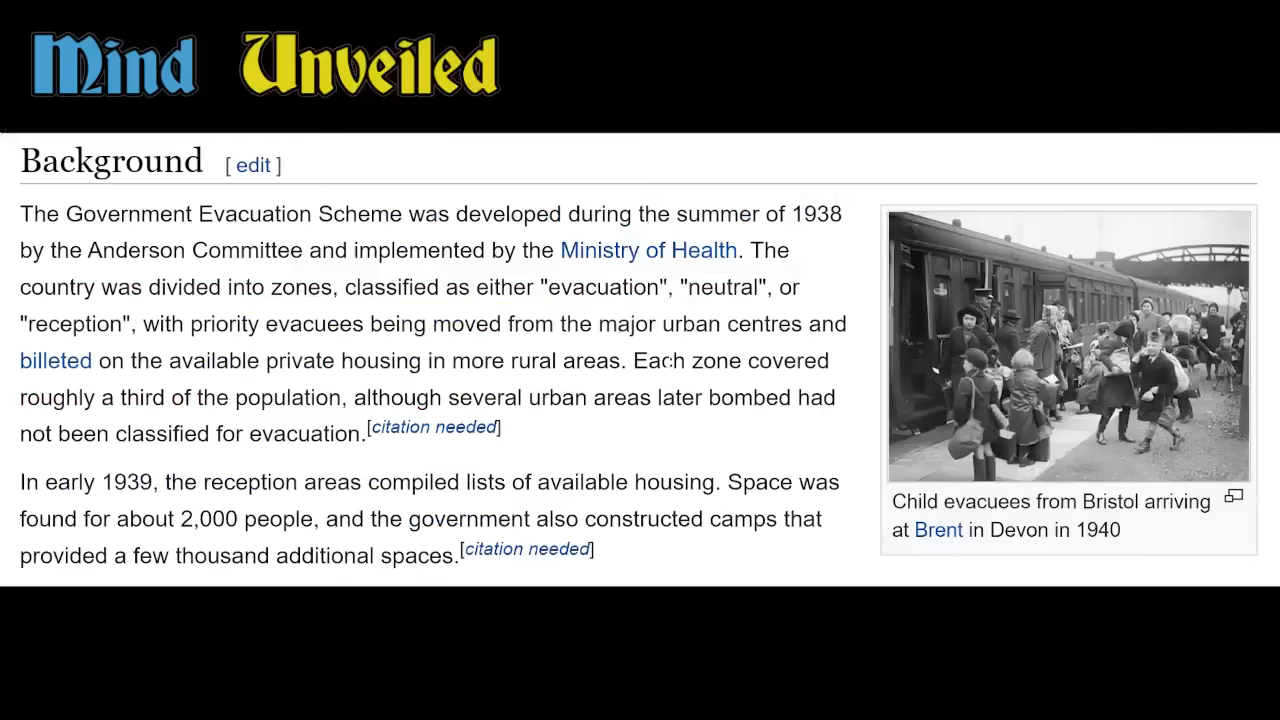 Mind Unveiled
Background [ edit ]
The Government Evacuation Scheme was developed during the summer of 1938
by the Anderson Committee and implemented by the Ministry of Health. The
country was divided into zones, classified as either "evacuation", "neutral", or
"reception", with priority evacuees being moved from the major urban centres and
billeted on the available private housing in more rural areas. Each zone covered
roughly a third of the population, although several urban areas later bombed had
not been classified for evacuation.[citation needed]
In early 1939, the reception areas compiled lists of available housing. Space was
found for about 2,000 people, and the government also constructed camps that
provided a few thousand additional spaces.[citation needed]
Child evacuees from Bristol arriving
at Brent in Devon in 1940